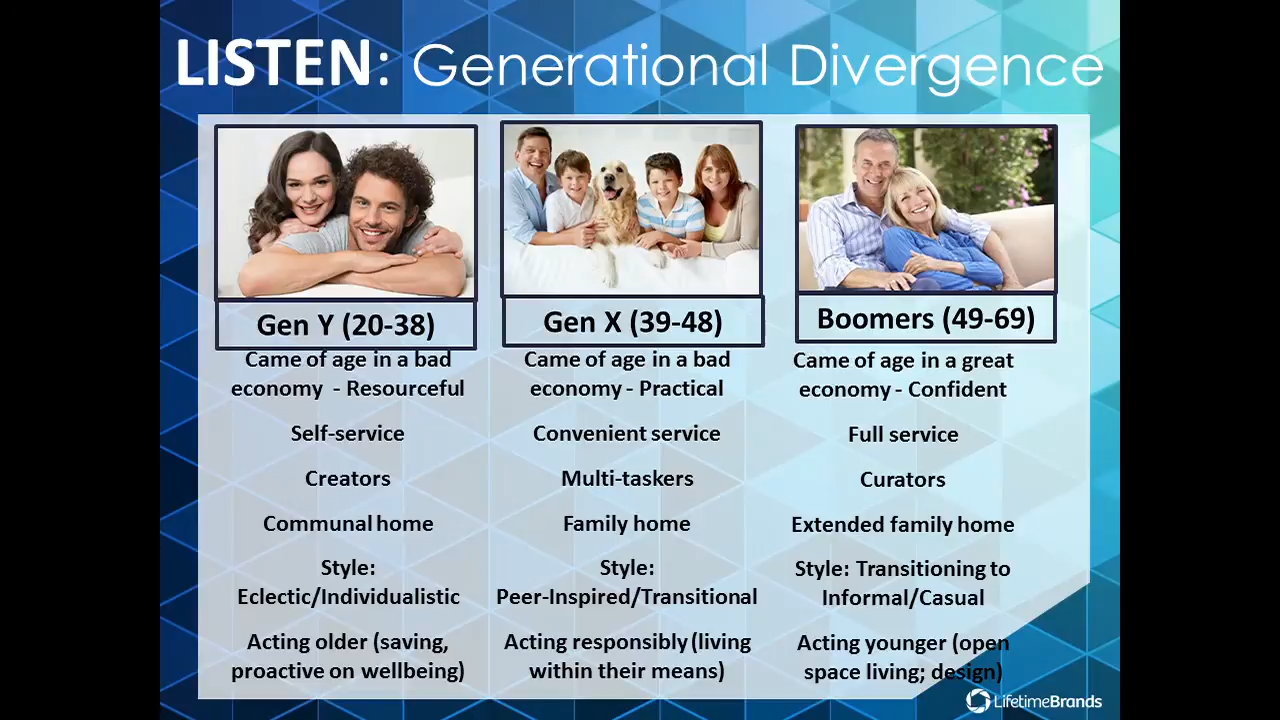 LISTEN: Generational Divergence
Gen Y (20-38)
Came of age in a bad
economy - Resourceful
Self-service
Creators
Communal home
Style:
Eclectic/Individualistic
Acting older (saving,
proactive on wellbeing)
Gen X (39-48)
Came of age in a bad
economy - Practical
Convenient service
Multi-taskers
Family home
Style:
Peer-Inspired/Transitional
Acting responsibly (living
within their means)
Boomers (49-69)
Came of age in a great
economy - Confident
Full service
Curators
Extended family home
Style: Transitioning to
Informal/Casual
Acting younger (open
space living; design)
LifetimeBrands